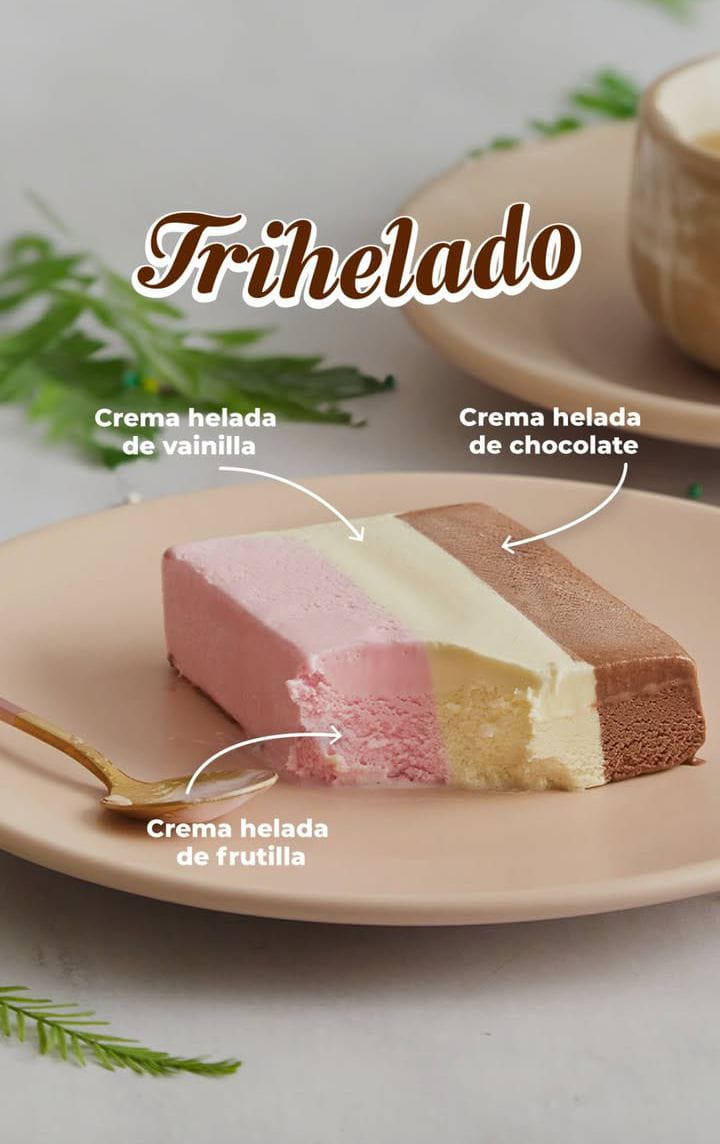 Trihelado
Crema helada
de vainilla
Crema helada
de chocolate
Crema helada
de frutilla